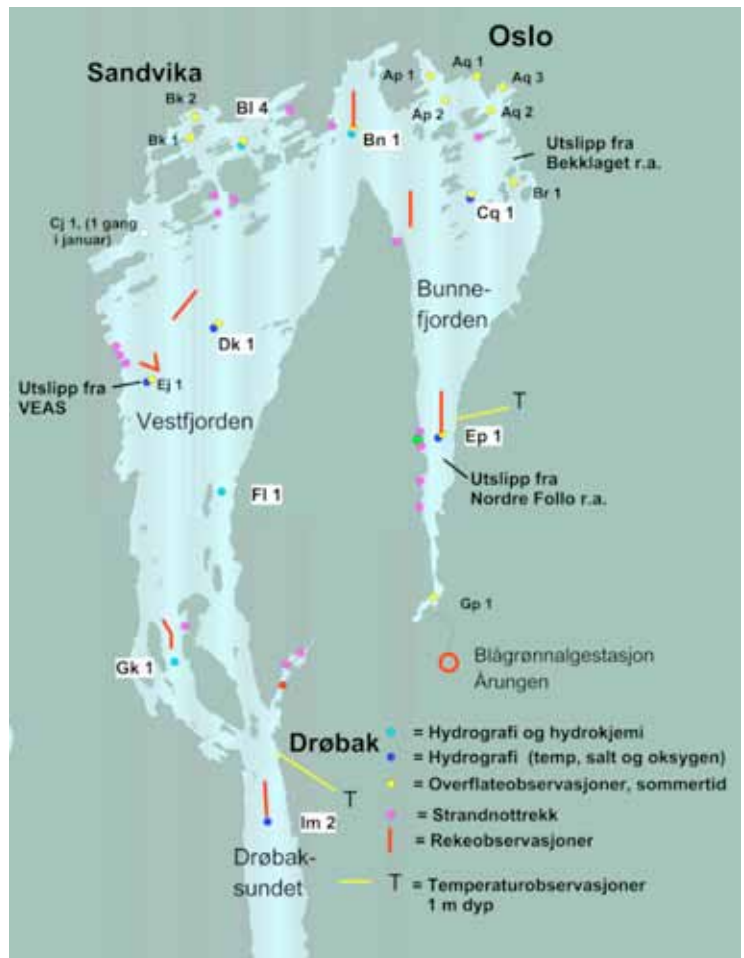 Oslo
Sandvika
Ap 1
Aq 1
Aq 3
Bk 2
Bl 4
Ap 2
Aq 2
Bk 1
Bn 1
Utslipp fra
Bekklaget r.a.
Br 1
Cq 1
Cj 1, (1 gang
i januar)
Bunne-
fjorden
Dk 1
Utslipp fra
VEAS
Ej 1
Vestfjorden
T
Ep 1
Utslipp fra
Nordre Follo r.a.
Fl 1
Gp 1
Blågrønnalgestasjon
Årungen
Gk 1
Drøbak
= Hydrografi og hydrokjemi
= Hydrografi (temp, salt og oksygen)
= Overflateobservasjoner, sommertid
T
= Strandnottrekk
Im 2
= Rekeobservasjoner
Drøbak-
sundet
T = Temperaturobservasjoner
1 m dyp